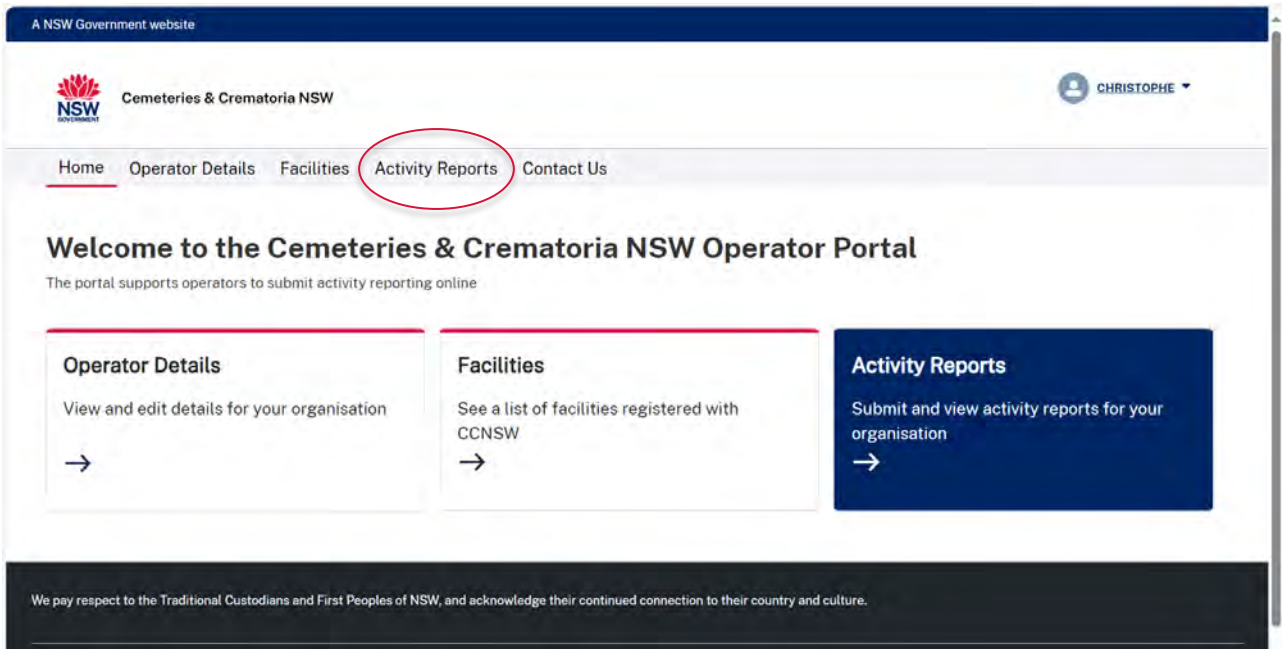 A NSW Government website
NSW
GOVERNMENT
Cemeteries & Crematoria NSW
CHRISTOPHE
Home Operator Details Facilities Activity Reports Contact Us
Welcome to the Cemeteries & Crematoria NSW Operator Portal
The portal supports operators to submit activity reporting online
Operator Details
View and edit details for your organisation
Facilities
See a list of facilities registered with
CCNSW
Activity Reports
Submit and view activity reports for your
organisation
We pay respect to the Traditional Custodians and First Peoples of NSW, and acknowledge their continued connection to their country and culture.